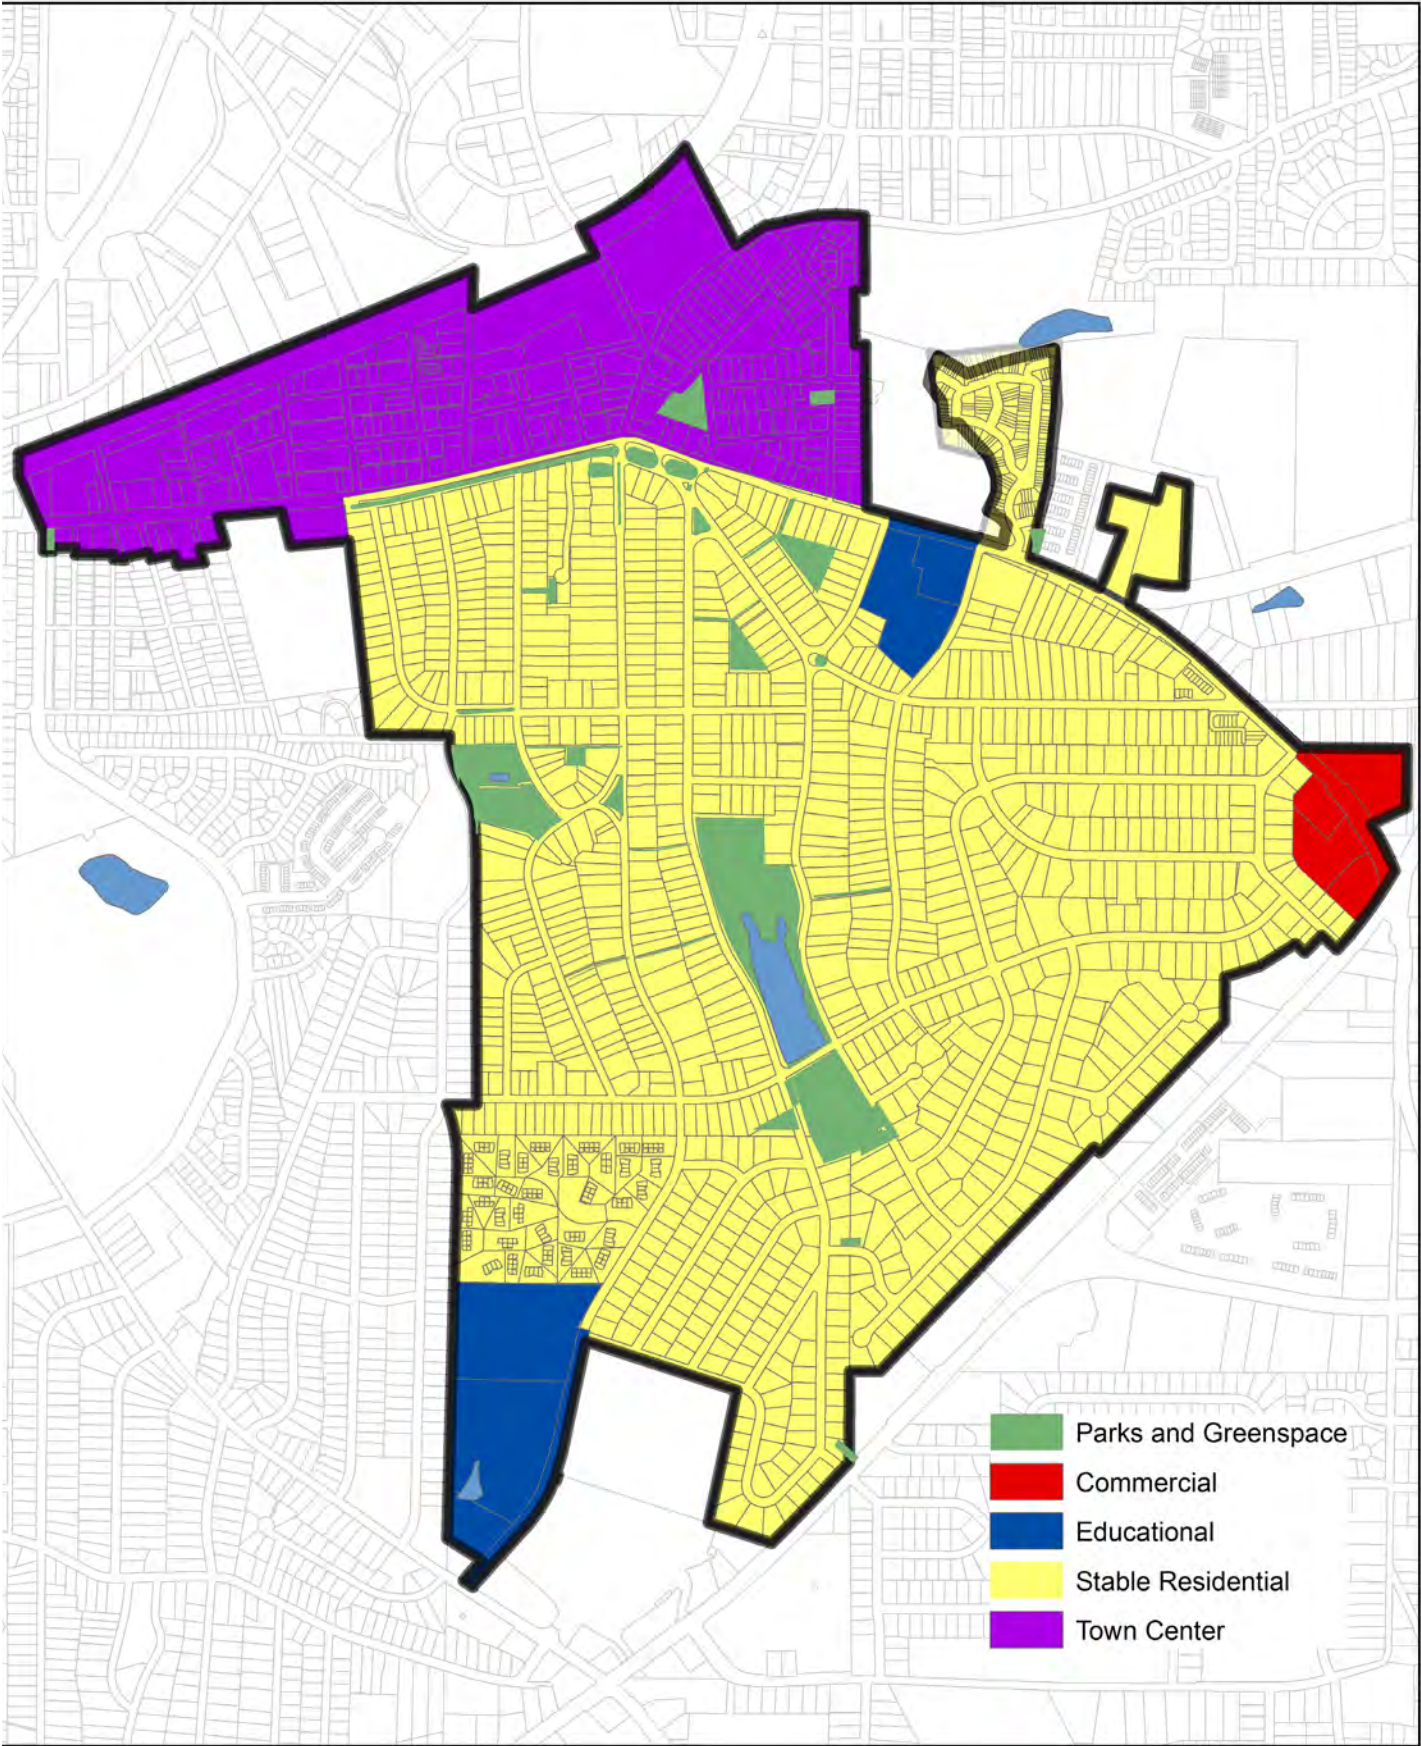 Parks and Greenspace
Commercial
Educational
Stable Residential
Town Center